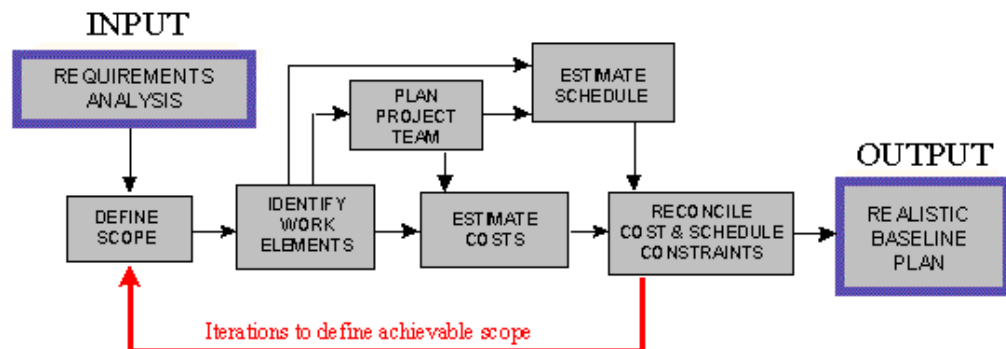 INPUT
REQUIREMENTS
ANALYSIS
ESTIMATE
SCHEDULE
PLAN
PROJECT
TEAM
OUTPUT
DEFINE
SCOPE
IDENTIFY
WORK
ELEMENTS
ESTIMATE
COSTS
RECONCILE
COST & SCHEDULE
CONSTRAINTS
REALISTIC
BASELINE
PLAN
Iterations to define achievable scope